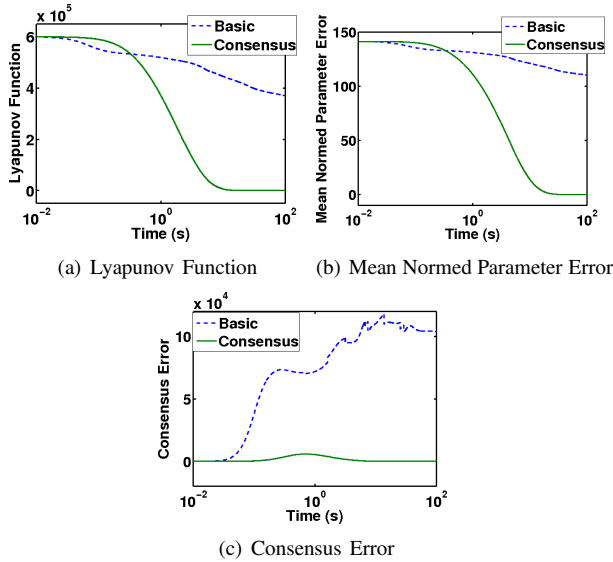 x 10^5
Basic
Consensus
Lyapunov Function
6
4
2
0
10^-2
10^0
10^2
Time (s)
(a) Lyapunov Function
Basic
Consensus
Mean Normed Parameter Error
150
100
50
0
10^-2
10^0
10^2
Time (s)
(b) Mean Normed Parameter Error
x 10^4
Basic
Consensus
Consensus Error
10
5
0
10^-2
10^0
10^2
Time (s)
(c) Consensus Error